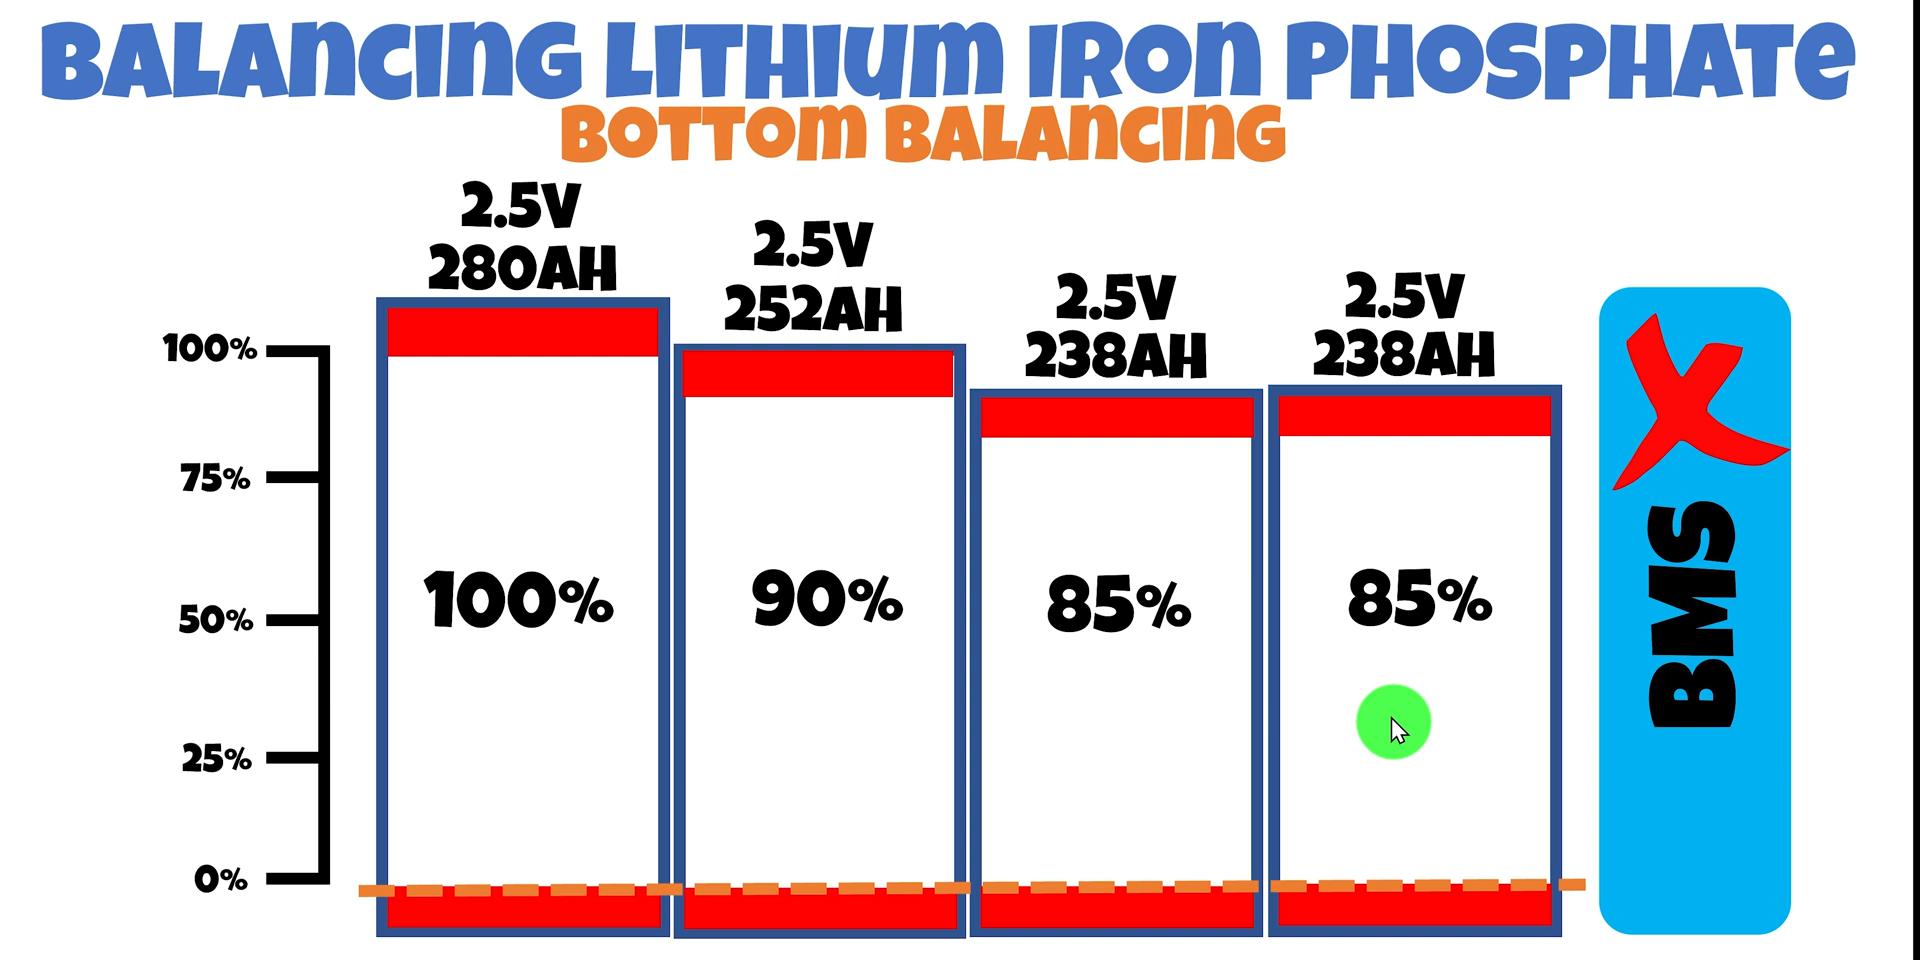 BALANCING LITHIUM IRON PHOSPHATE
BOTTOM BALANCING
2.5V
280AH
2.5V
252AH
2.5V
238AH
2.5V
238AH
100%
75%
50%
25%
0%
100%
90%
85%
85%
BMS